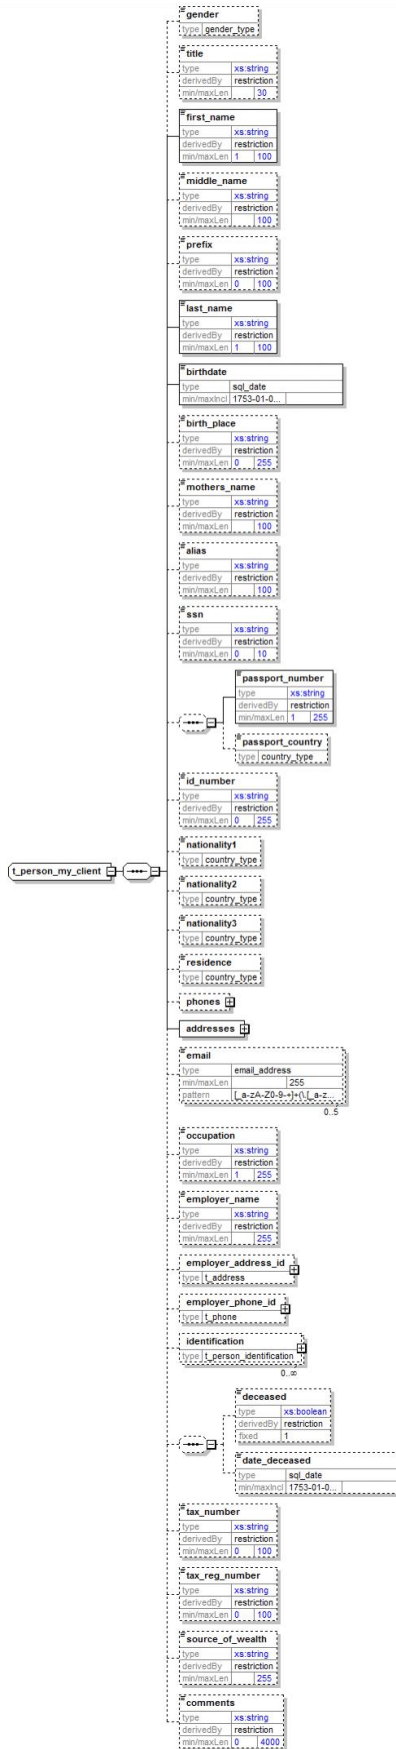 gender
type gender_type
title
type xs:string
derivedBy restriction
min/maxLen 30
first_name
type xs:string
derivedBy restriction
min/maxLen 1 100
middle_name
type xs:string
derivedBy restriction
min/maxLen 100
prefix
type xs:string
derivedBy restriction
min/maxLen 0 100
last_name
type xs:string
derivedBy restriction
min/maxLen 1 100
birthdate
type sql_date
min/maxIncl 1753-01-0...
birth_place
type xs:string
derivedBy restriction
min/maxLen 0 255
mothers_name
type xs:string
derivedBy restriction
min/maxLen 100
alias
type xs:string
derivedBy restriction
min/maxLen 100
ssn
type xs:string
derivedBy restriction
min/maxLen 0 10
passport_number
type xs:string
derivedBy restriction
min/maxLen 1 255
passport_country
type country_type
id_number
type xs:string
derivedBy restriction
min/maxLen 0 255
t_person_my_client
nationality1
type country_type
nationality2
type country_type
nationality3
type country_type
residence
type country_type
phones
addresses
email
type email_address
min/maxLen 255
pattern [_a-zA-Z0-9-+]+(\.[_a-z...
0..5
occupation
type xs:string
derivedBy restriction
min/maxLen 1 255
employer_name
type xs:string
derivedBy restriction
min/maxLen 255
employer_address_id
type t_address
employer_phone_id
type t_phone
identification
type t_person_identification
0..∞
deceased
type xs:boolean
derivedBy restriction
fixed 1
date_deceased
type sql_date
min/maxIncl 1753-01-0...
tax_number
type xs:string
derivedBy restriction
min/maxLen 0 100
tax_reg_number
type xs:string
derivedBy restriction
min/maxLen 0 100
source_of_wealth
type xs:string
derivedBy restriction
min/maxLen 255
comments
type xs:string
derivedBy restriction
min/maxLen 0 4000